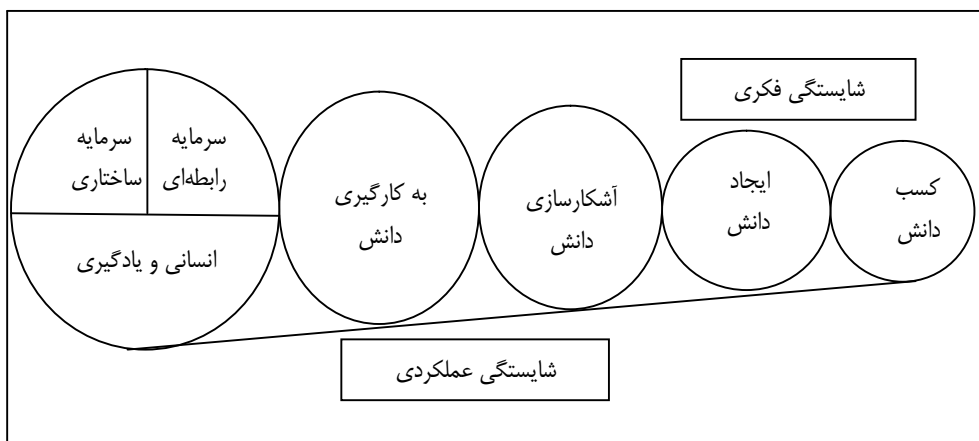 شایستگی فکری
کسب
دانش
ایجاد
دانش
آشکارسازی
دانش
به کارگیری
دانش
سرمایه
رابطه‌ای
سرمایه
ساختاری
انسانی و یادگیری
شایستگی عملکردی